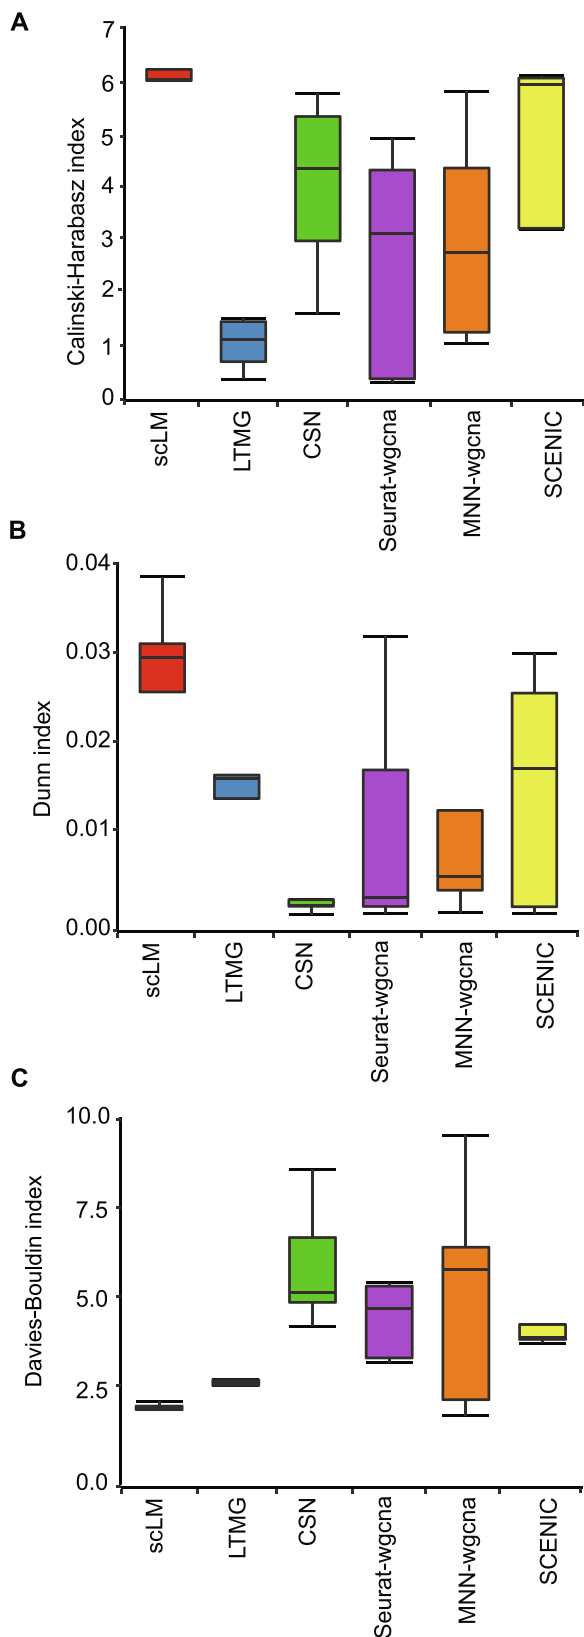 A
Calinski-Harabasz index
7
6
5
4
3
2
1
0
scLM
LTMG
CSN
Seurat-wgcna
MNN-wgcna
SCENIC
B
Dunn index
0.04
0.03
0.02
0.01
0.00
scLM
LTMG
CSN
Seurat-wgcna
MNN-wgcna
SCENIC
C
Davies-Bouldin index
10.0
7.5
5.0
2.5
0.0
scLM
LTMG
CSN
Seurat-wgcna
MNN-wgcna
SCENIC